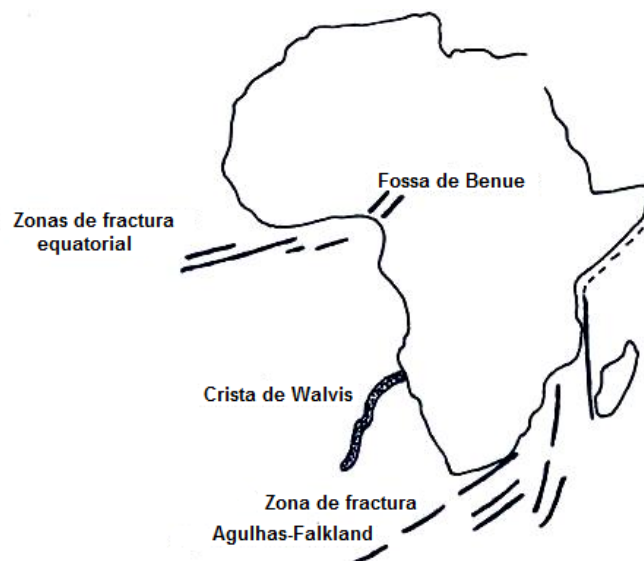 Fossa de Benue
Zonas de fractura
equatorial
Crista de Walvis
Zona de fractura
Agulhas-Falkland